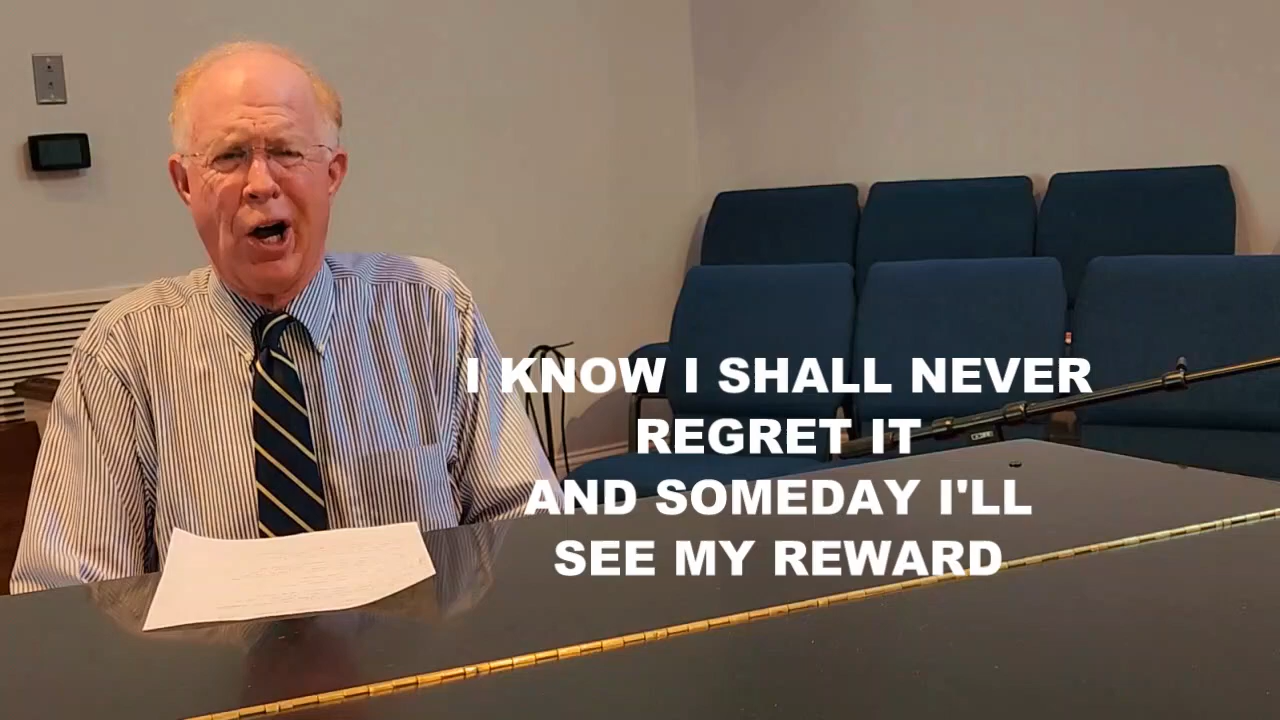 I KNOW I SHALL NEVER
REGRET IT
AND SOMEDAY I'LL
SEE MY REWARD